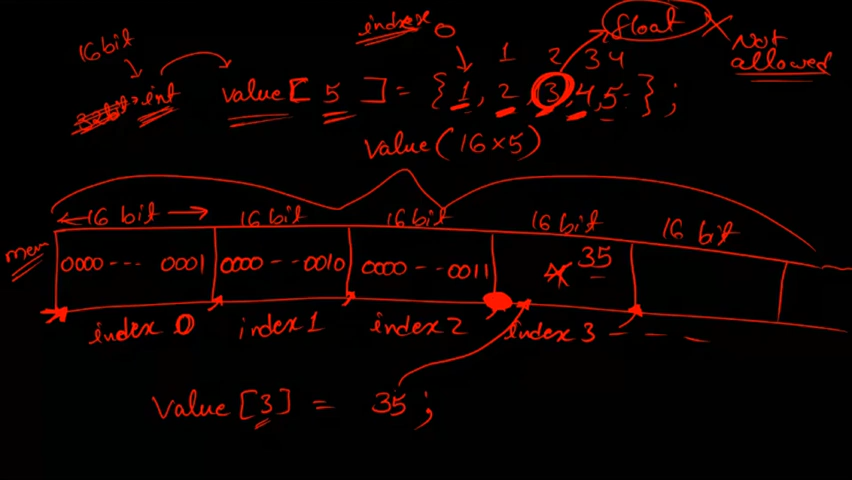 index 0
float
Not allowed
16bit
1 2 3 4
int value[ 5 ] = { 1, 2, 3, 4, 5 };
value(16×5)
16 bit 16 bit 16 bit 16 bit 16 bit
mem
0000--- 0001 0000 --0010 0000 --0011 4 35
index 0 index 1 index 2 index 3 - - - -
value [3] = 35 ;